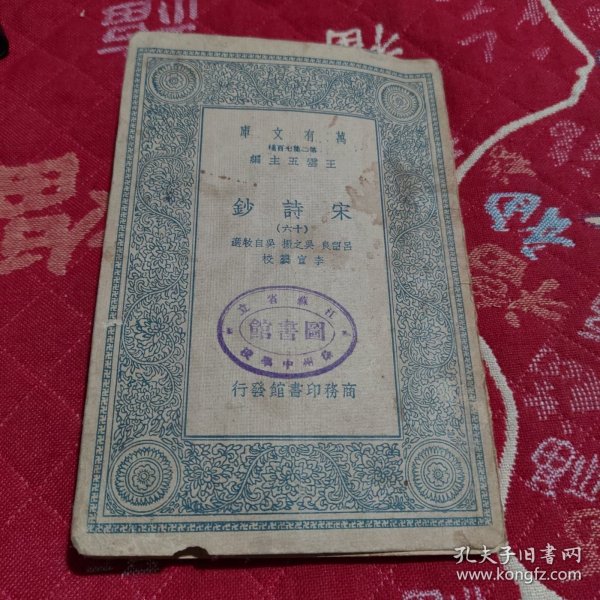 萬有文庫
第二集七百種
王雲五主編
宋詩鈔
(十六)
呂留良 吳之振 吳自牧選
李宣龔校
江蘇省立
圖書館
徐州中學校
商務印書館發行
孔夫子旧书网
www.kongfz.com